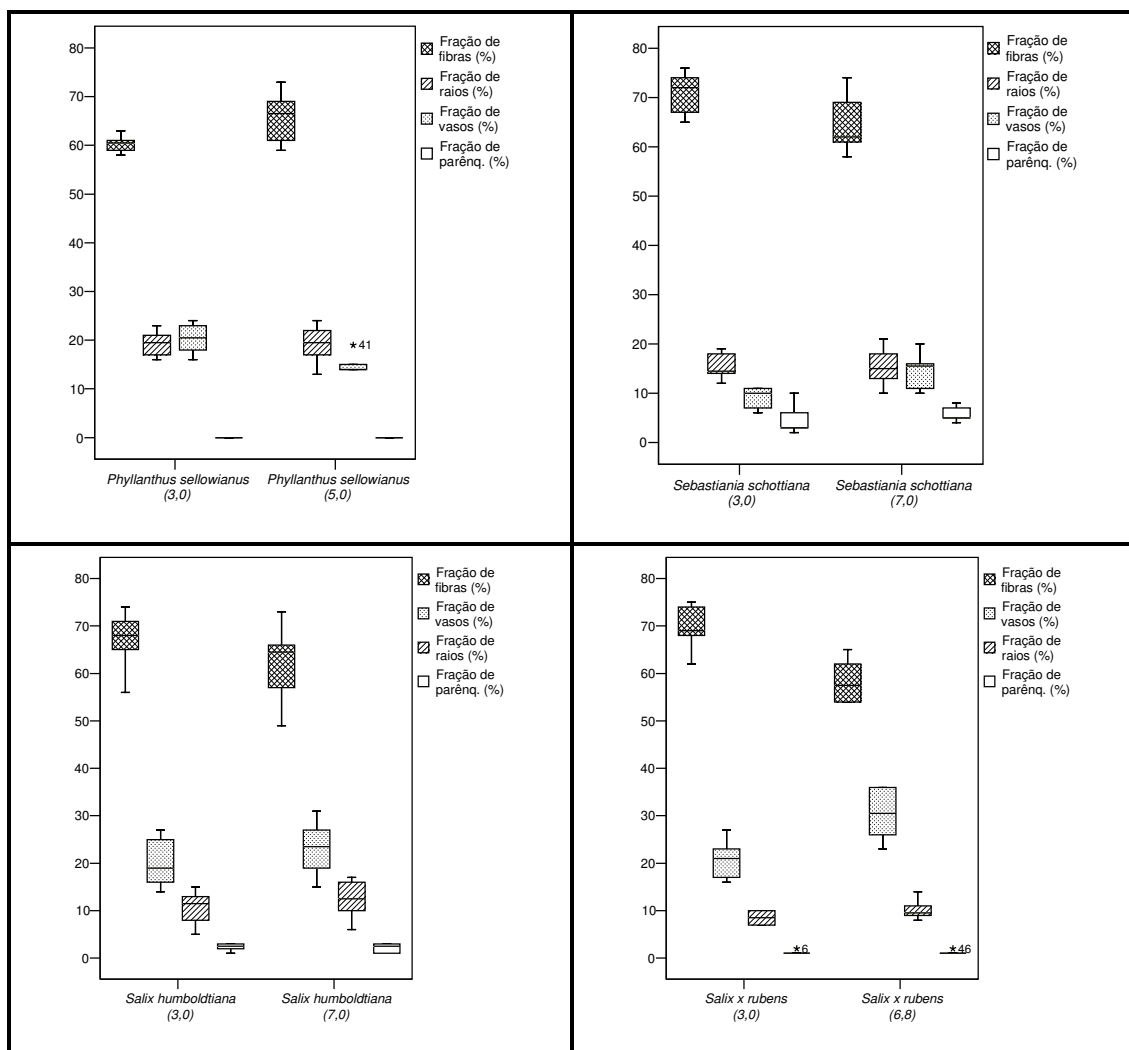 80
70
60
50
40
30
20
10
0
*41
Phyllanthus sellowianus
(3,0)
Phyllanthus sellowianus
(5,0)
Fração de
fibras (%)
Fração de
raios (%)
Fração de
vasos (%)
Fração de
parênq. (%)
80
70
60
50
40
30
20
10
0
Sebastiania schottiana
(3,0)
Sebastiania schottiana
(7,0)
Fração de
fibras (%)
Fração de
raios (%)
Fração de
vasos (%)
Fração de
parênq. (%)
80
70
60
50
40
30
20
10
0
Salix humboldtiana
(3,0)
Salix humboldtiana
(7,0)
Fração de
fibras (%)
Fração de
vasos (%)
Fração de
raios (%)
Fração de
parênq. (%)
80
70
60
50
40
30
20
10
0
*6
*46
Salix x rubens
(3,0)
Salix x rubens
(6,8)
Fração de
fibras (%)
Fração de
vasos (%)
Fração de
raios (%)
Fração de
parênq. (%)